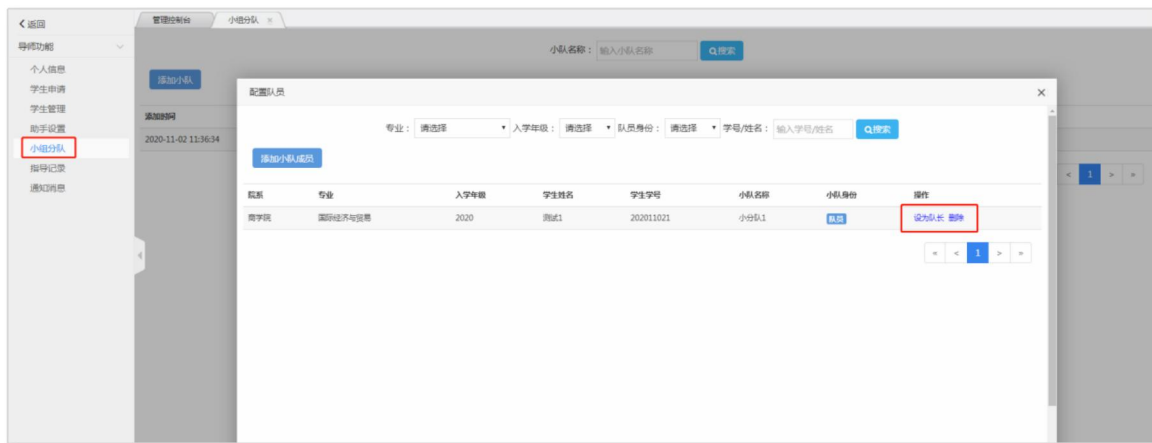 返回
管理控制台 小组分队
导师功能
小队名称： 输入小队名称 搜索
个人信息
学生申请
学生管理
助手设置
小组分队
指导记录
通知消息
添加小队
添加时间
2020-11-02 11:36:34
< 1 > »
配置队员 ×
专业： 请选择 入学年级： 请选择 队员身份： 请选择 学号/姓名： 输入学号/姓名 搜索
添加小队成员
院系 专业 入学年级 学生姓名 学生学号 小队名称 小队身份 操作
商学院 国际经济与贸易 2020 测试1 202011021 小分队1 队员 设为队长 删除
« < 1 > »